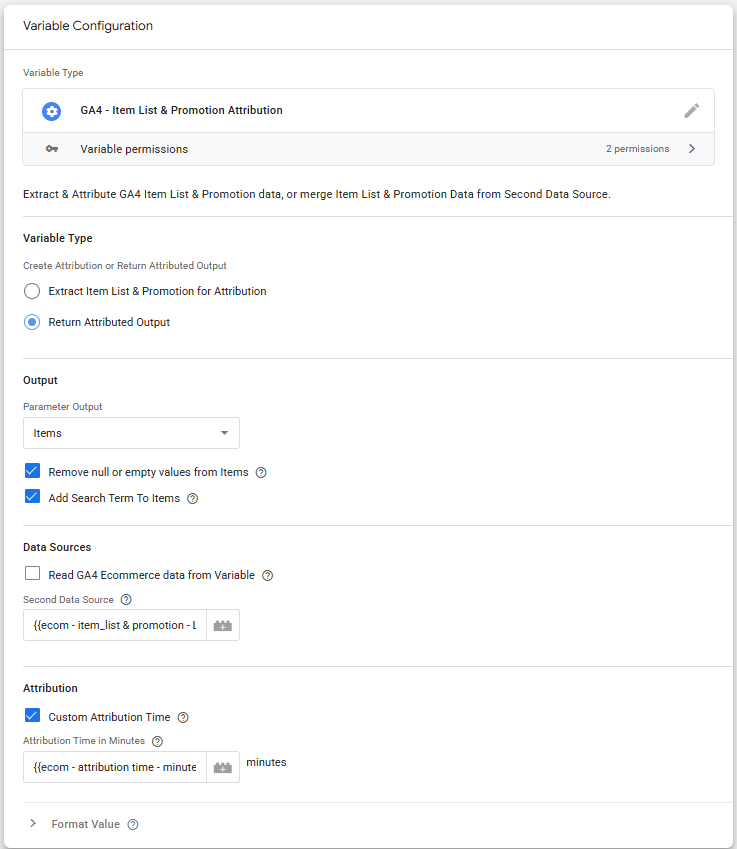 Variable Configuration
Variable Type
GA4 - Item List & Promotion Attribution
Variable permissions
2 permissions
Extract & Attribute GA4 Item List & Promotion data, or merge Item List & Promotion Data from Second Data Source.
Variable Type
Create Attribution or Return Attributed Output
Extract Item List & Promotion for Attribution
Return Attributed Output
Output
Parameter Output
Items
Remove null or empty values from Items
Add Search Term To Items
Data Sources
Read GA4 Ecommerce data from Variable
Second Data Source
{{ecom - item_list & promotion - L
Attribution
Custom Attribution Time
Attribution Time in Minutes
{{ecom - attribution time - minute
minutes
Format Value